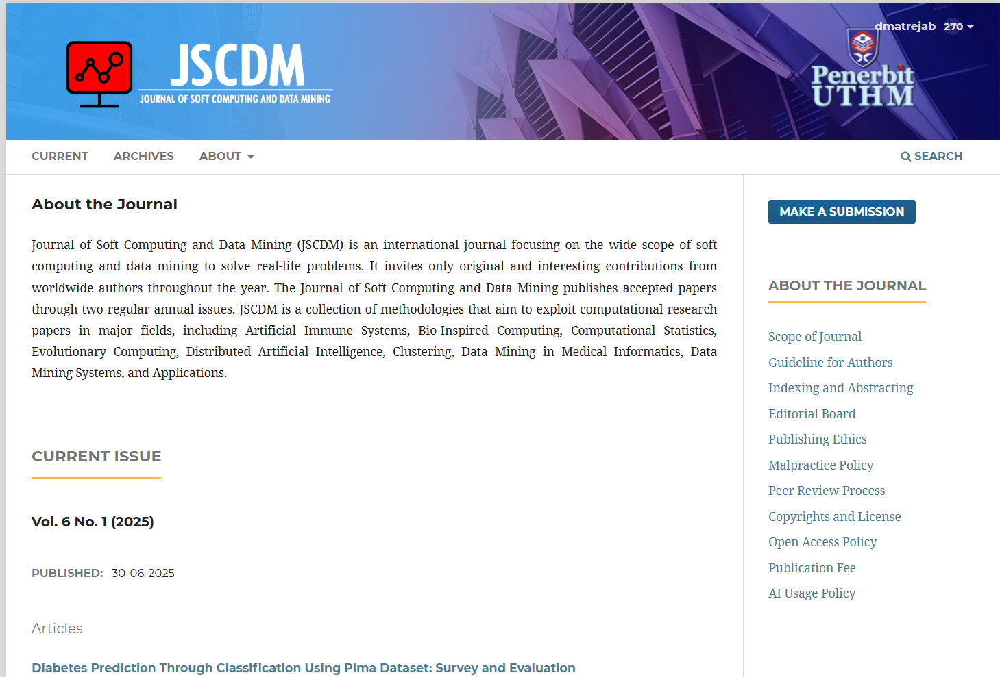 dmatrejab 270
JSCDM
JOURNAL OF SOFT COMPUTING AND DATA MINING
Penerbit
UTHM
CURRENT ARCHIVES ABOUT SEARCH
About the Journal
Journal of Soft Computing and Data Mining (JSCDM) is an international journal focusing on the wide scope of soft
computing and data mining to solve real-life problems. It invites only original and interesting contributions from
worldwide authors throughout the year. The Journal of Soft Computing and Data Mining publishes accepted papers
through two regular annual issues. JSCDM is a collection of methodologies that aim to exploit computational research
papers in major fields, including Artificial Immune Systems, Bio-Inspired Computing, Computational Statistics,
Evolutionary Computing, Distributed Artificial Intelligence, Clustering, Data Mining in Medical Informatics, Data
Mining Systems, and Applications.
CURRENT ISSUE
Vol. 6 No. 1 (2025)
PUBLISHED: 30-06-2025
Articles
Diabetes Prediction Through Classification Using Pima Dataset: Survey and Evaluation
MAKE A SUBMISSION
ABOUT THE JOURNAL
Scope of Journal
Guideline for Authors
Indexing and Abstracting
Editorial Board
Publishing Ethics
Malpractice Policy
Peer Review Process
Copyrights and License
Open Access Policy
Publication Fee
AI Usage Policy